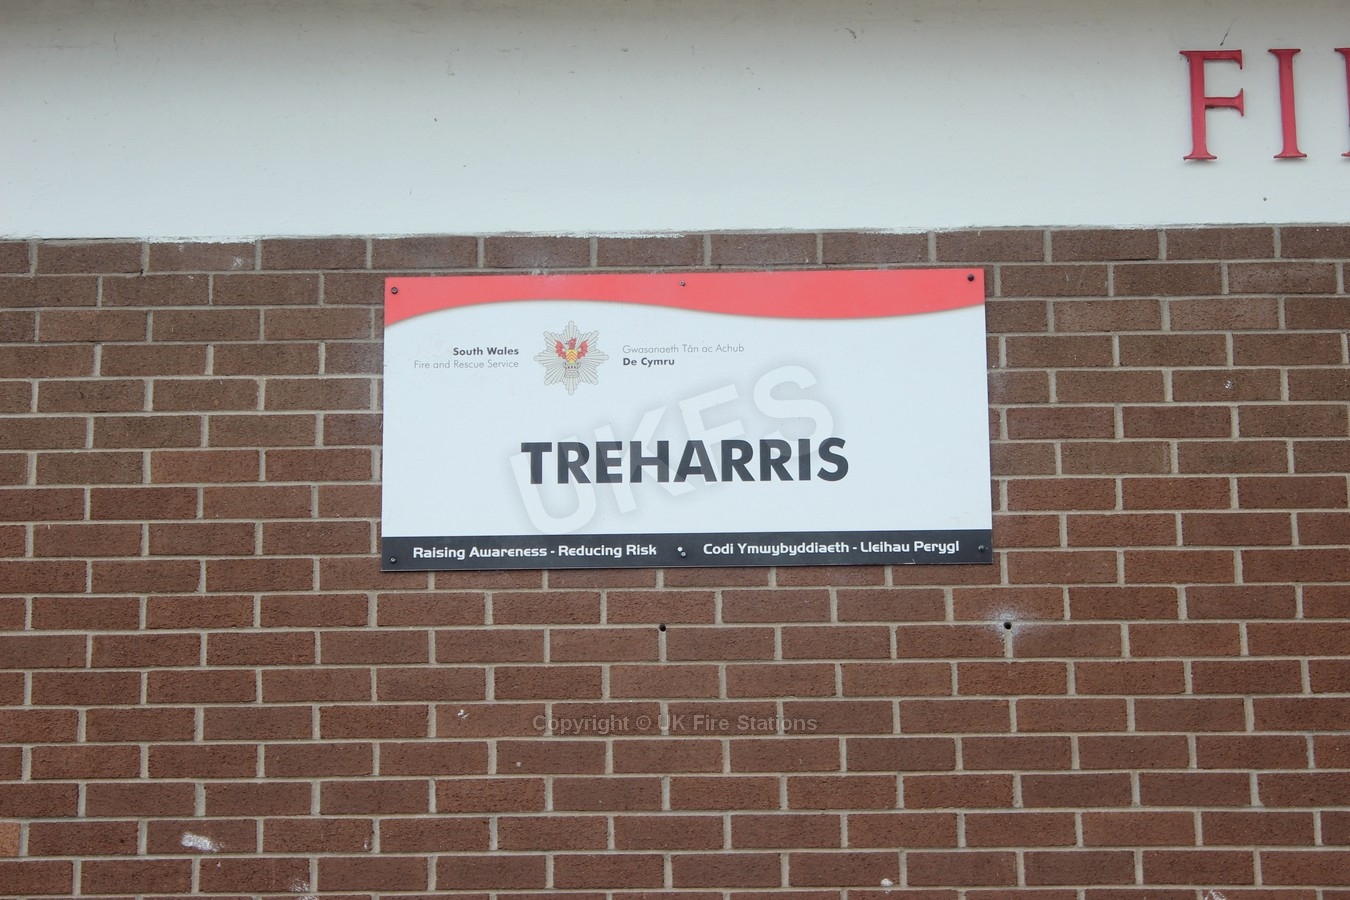 FI
South Wales
Fire and Rescue Service
Gwasanaeth Tân ac Achub
De Cymru
UKFS
TREHARRIS
Raising Awareness - Reducing Risk
Codi Ymwybyddiaeth - Lleihau Perygl
Copyright © UK Fire Stations